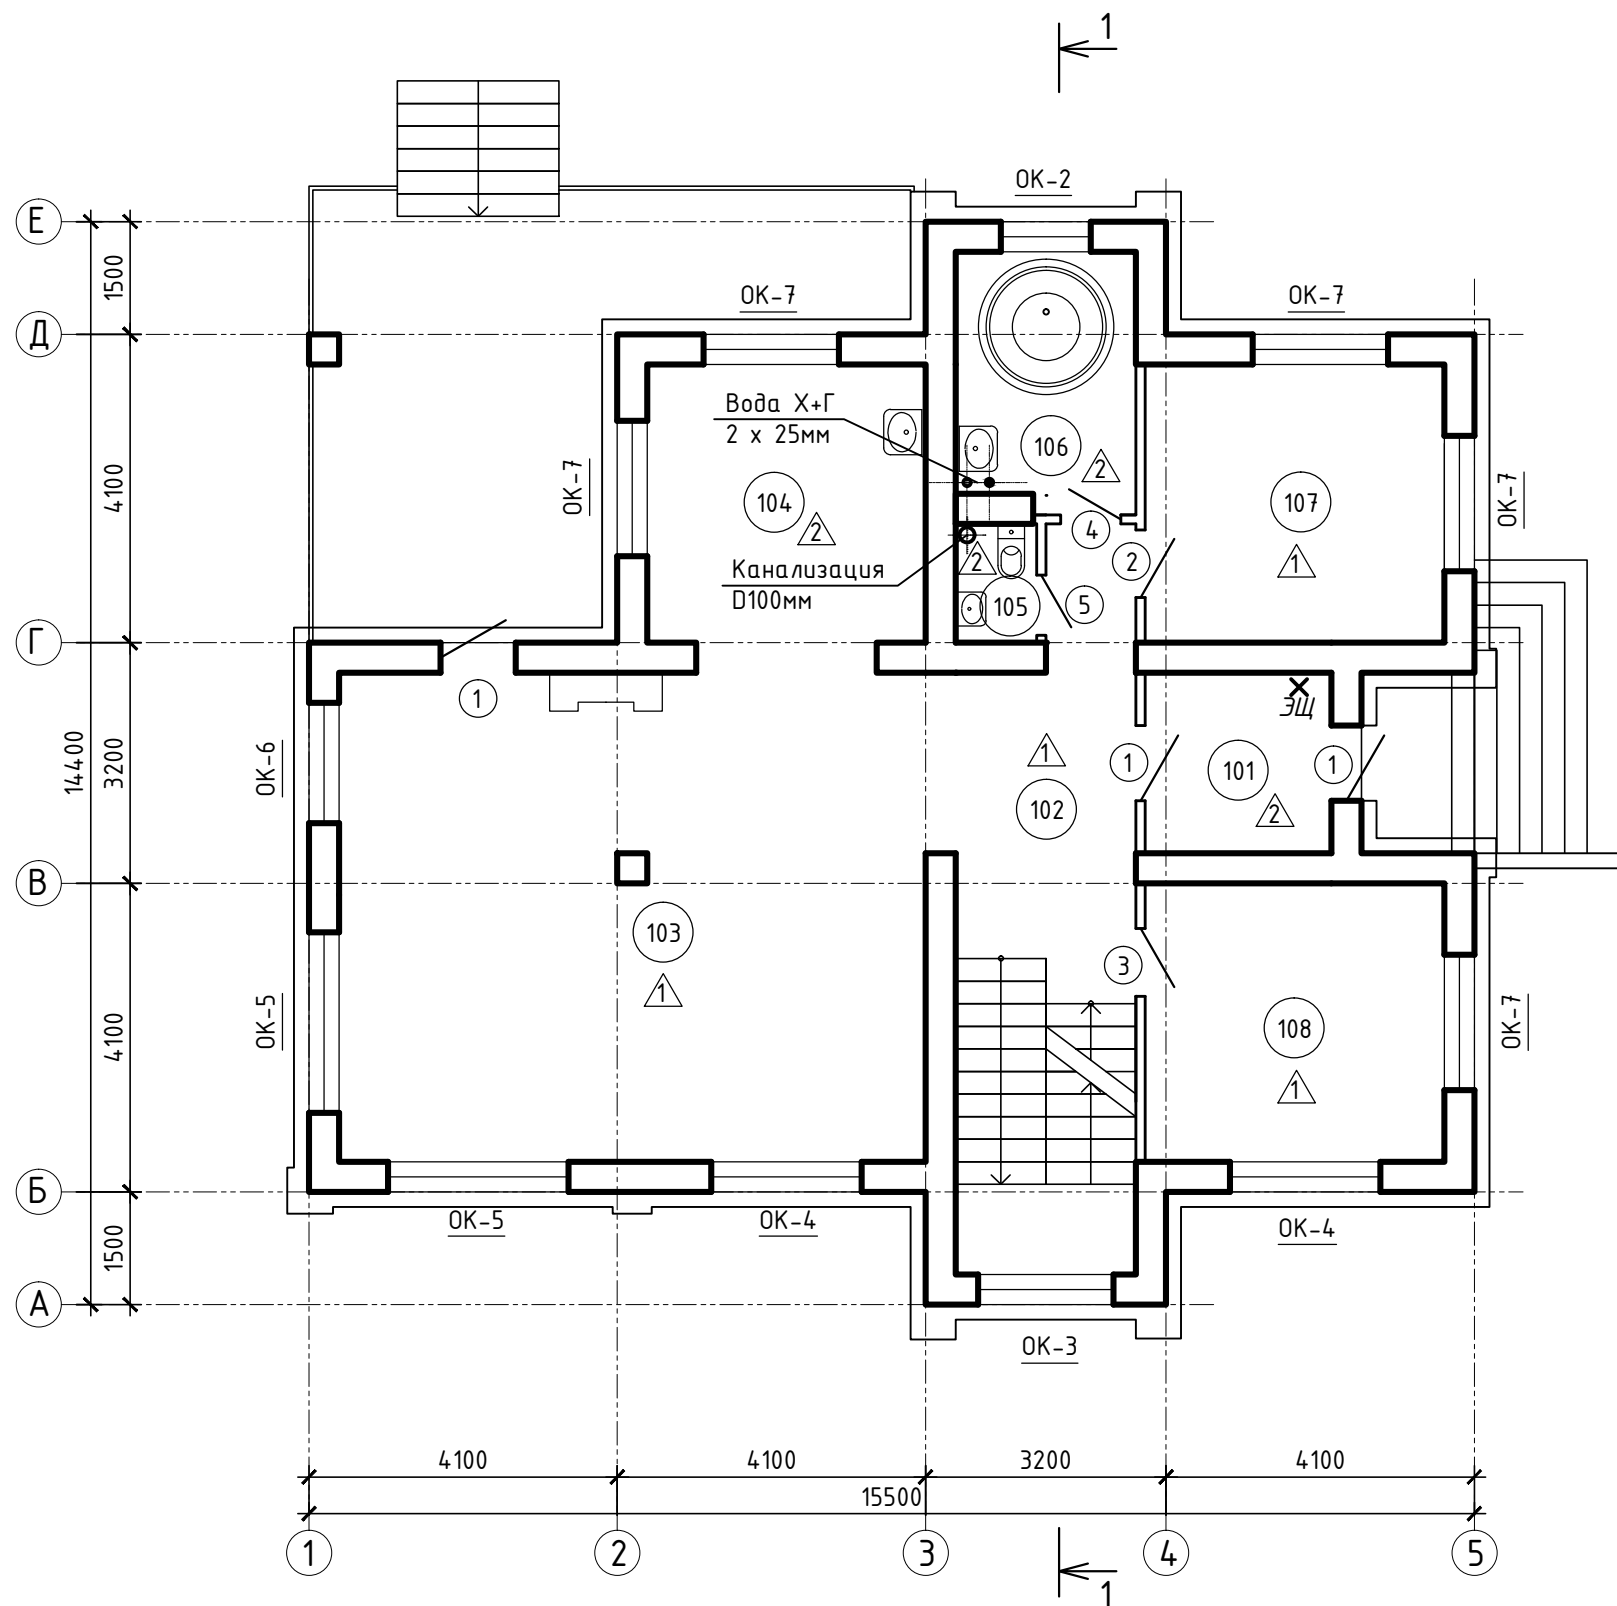 1
ОК-2
Е
1500
ОК-7
ОК-7
Д
Вода Х+Г
2 х 25мм
106
2
ОК-7
4100
104
2
107
ОК-7
4
2
1
2
Канализация
D100мм
105
5
Г
1
ЭЩ
14400
3200
ОК-6
1
1
101
1
102
2
В
103
3
1
4100
ОК-5
108
ОК-7
1
Б
ОК-5
ОК-4
ОК-4
1500
А
ОК-3
4100
4100
3200
4100
15500
1
2
3
4
5
1